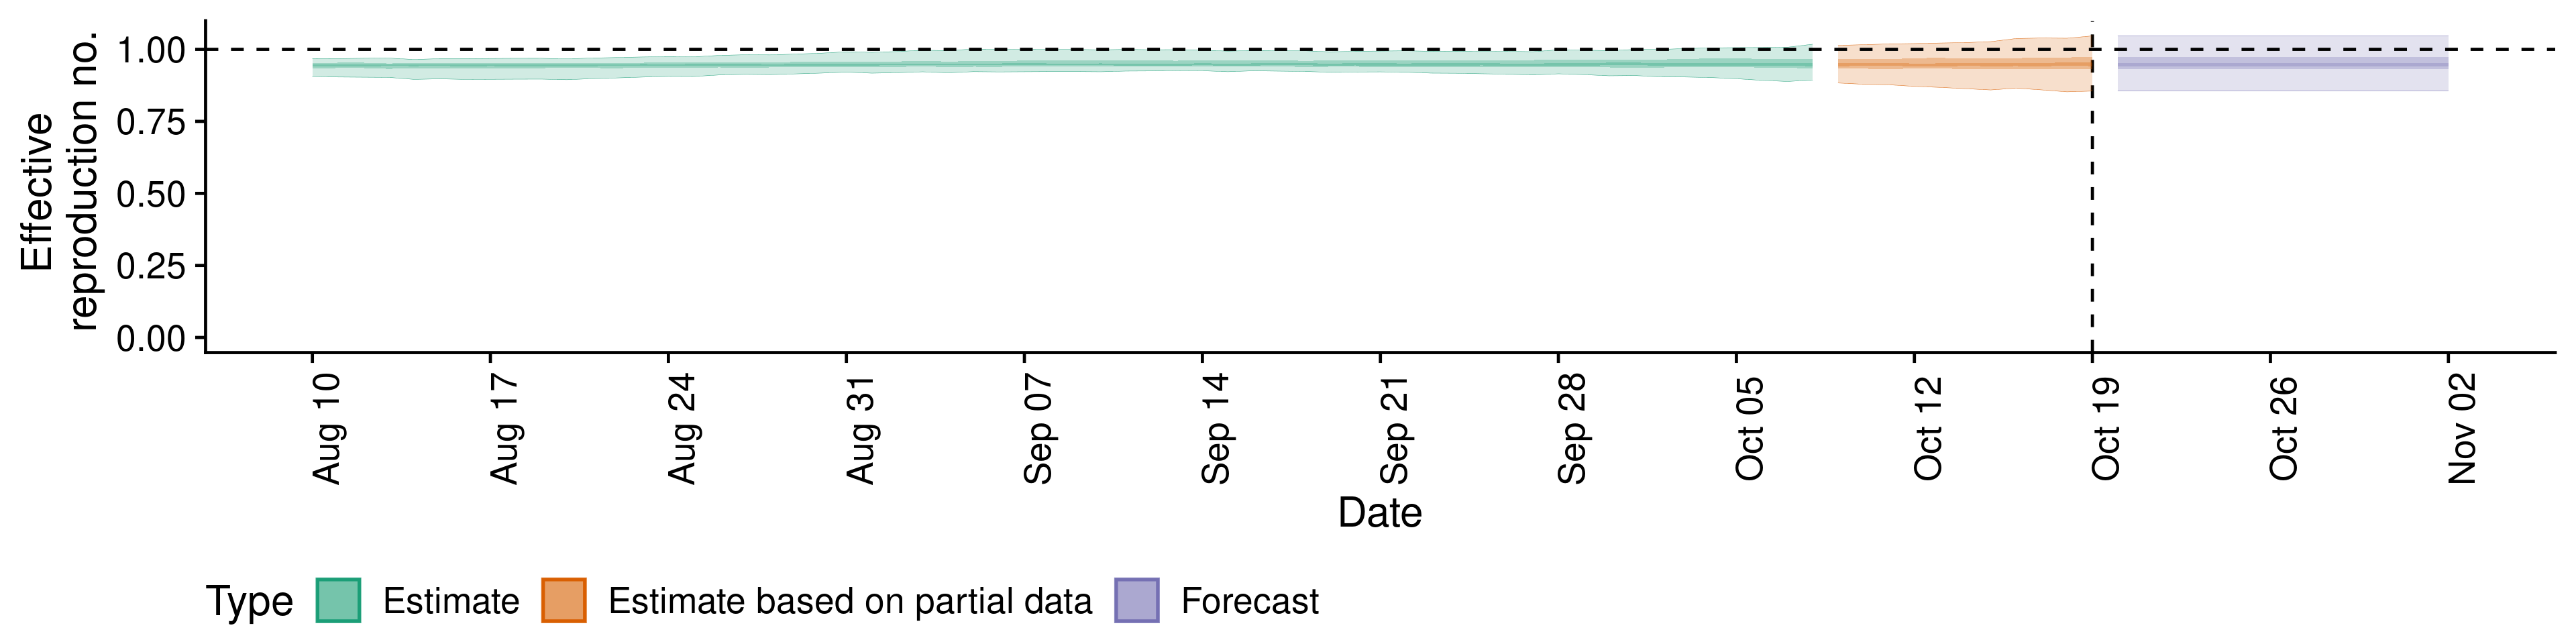 Effective
reproduction no.
1.00
0.75
0.50
0.25
0.00
Aug 10
Aug 17
Aug 24
Aug 31
Sep 07
Sep 14
Sep 21
Sep 28
Oct 05
Oct 12
Oct 19
Oct 26
Nov 02
Date
Type Estimate Estimate based on partial data Forecast